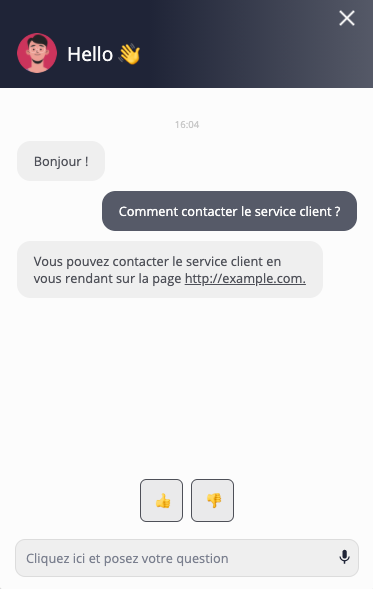 Hello 👋
16:04
Bonjour !
Comment contacter le service client ?
Vous pouvez contacter le service client en
vous rendant sur la page http://example.com.
👍 👎
Cliquez ici et posez votre question